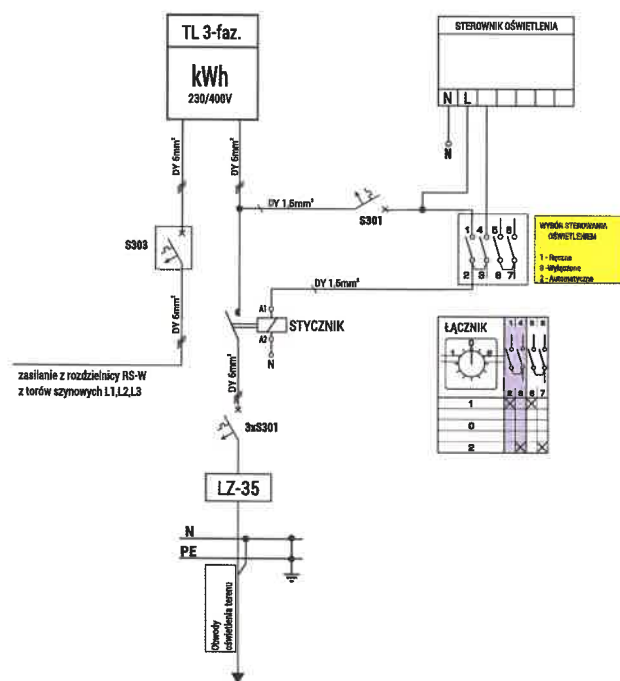 TL 3-faz.
kWh
230/400V
STEROWNIK OŚWIETLENIA
N L
N
DY 6mm²
DY 6mm²
DY 1,5mm²
S301
S303
1 4 5 8
2 3 6 7
WYBÓR STEROWANIA
OŚWIETLENIEM
1 - Ręczne
0 - Wyłączone
2 - Automatyczne
DY 1,5mm²
A1
A2
N
STYCZNIK
DY 6mm²
DY 6mm²
zasilanie z rozdzielnicy RS-W
z torów szynowych L1,L2,L3
ŁĄCZNIK
0
1 2
1 4 5 8
2 3 6 7
1
0
2
3xS301
LZ-35
N
PE
Obwody
oświetlenia terenu